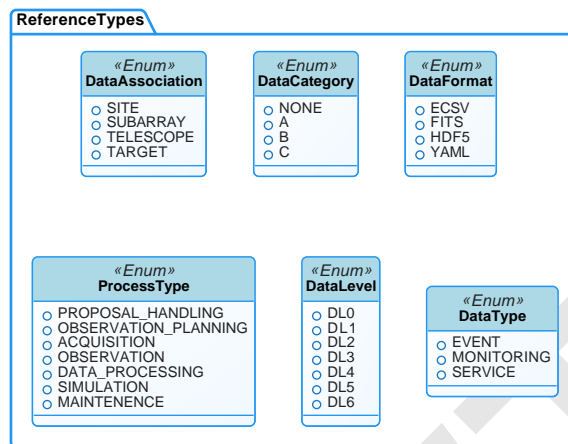 ReferenceTypes
«Enum»
DataAssociation
SITE
SUBARRAY
TELESCOPE
TARGET
«Enum»
DataCategory
NONE
A
B
C
«Enum»
DataFormat
ECSV
FITS
HDF5
YAML
«Enum»
ProcessType
PROPOSAL_HANDLING
OBSERVATION_PLANNING
ACQUISITION
OBSERVATION
DATA_PROCESSING
SIMULATION
MAINTENENCE
«Enum»
DataLevel
DL0
DL1
DL2
DL3
DL4
DL5
DL6
«Enum»
DataType
EVENT
MONITORING
SERVICE